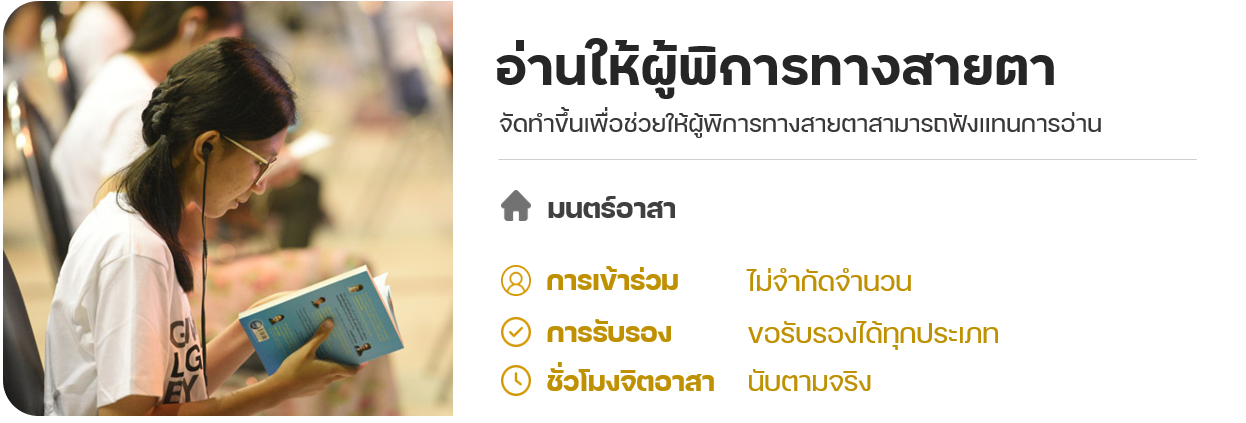 อ่านให้ผู้พิการทางสายตา
จัดทำขึ้นเพื่อช่วยให้ผู้พิการทางสายตาสามารถฟังแทนการอ่าน
มนตร์อาสา
การเข้าร่วม ไม่จำกัดจำนวน
การรับรอง ขอรับรองได้ทุกประเภท
ชั่วโมงจิตอาสา นับตามจริง